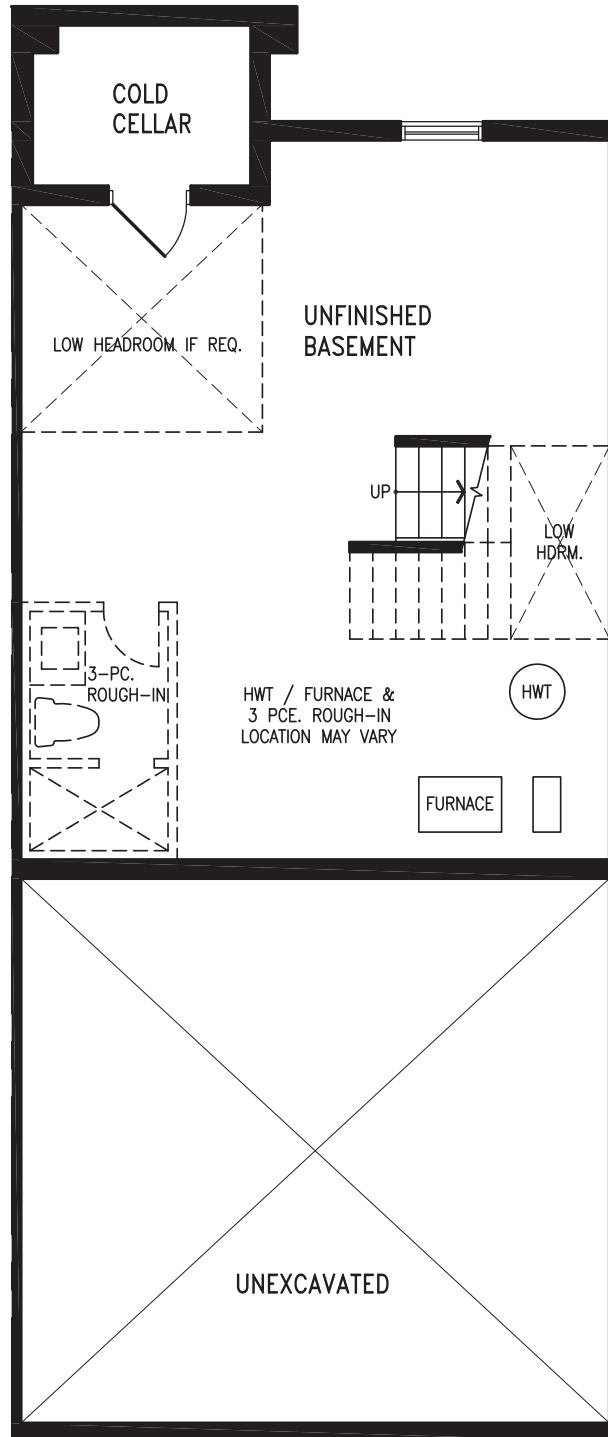 COLD
CELLAR
UNFINISHED
BASEMENT
LOW HEADROOM IF REQ.
UP
LOW
HDRM.
3-PC.
ROUGH-IN
HWT / FURNACE &
3 PCE. ROUGH-IN
LOCATION MAY VARY
HWT
FURNACE
UNEXCAVATED